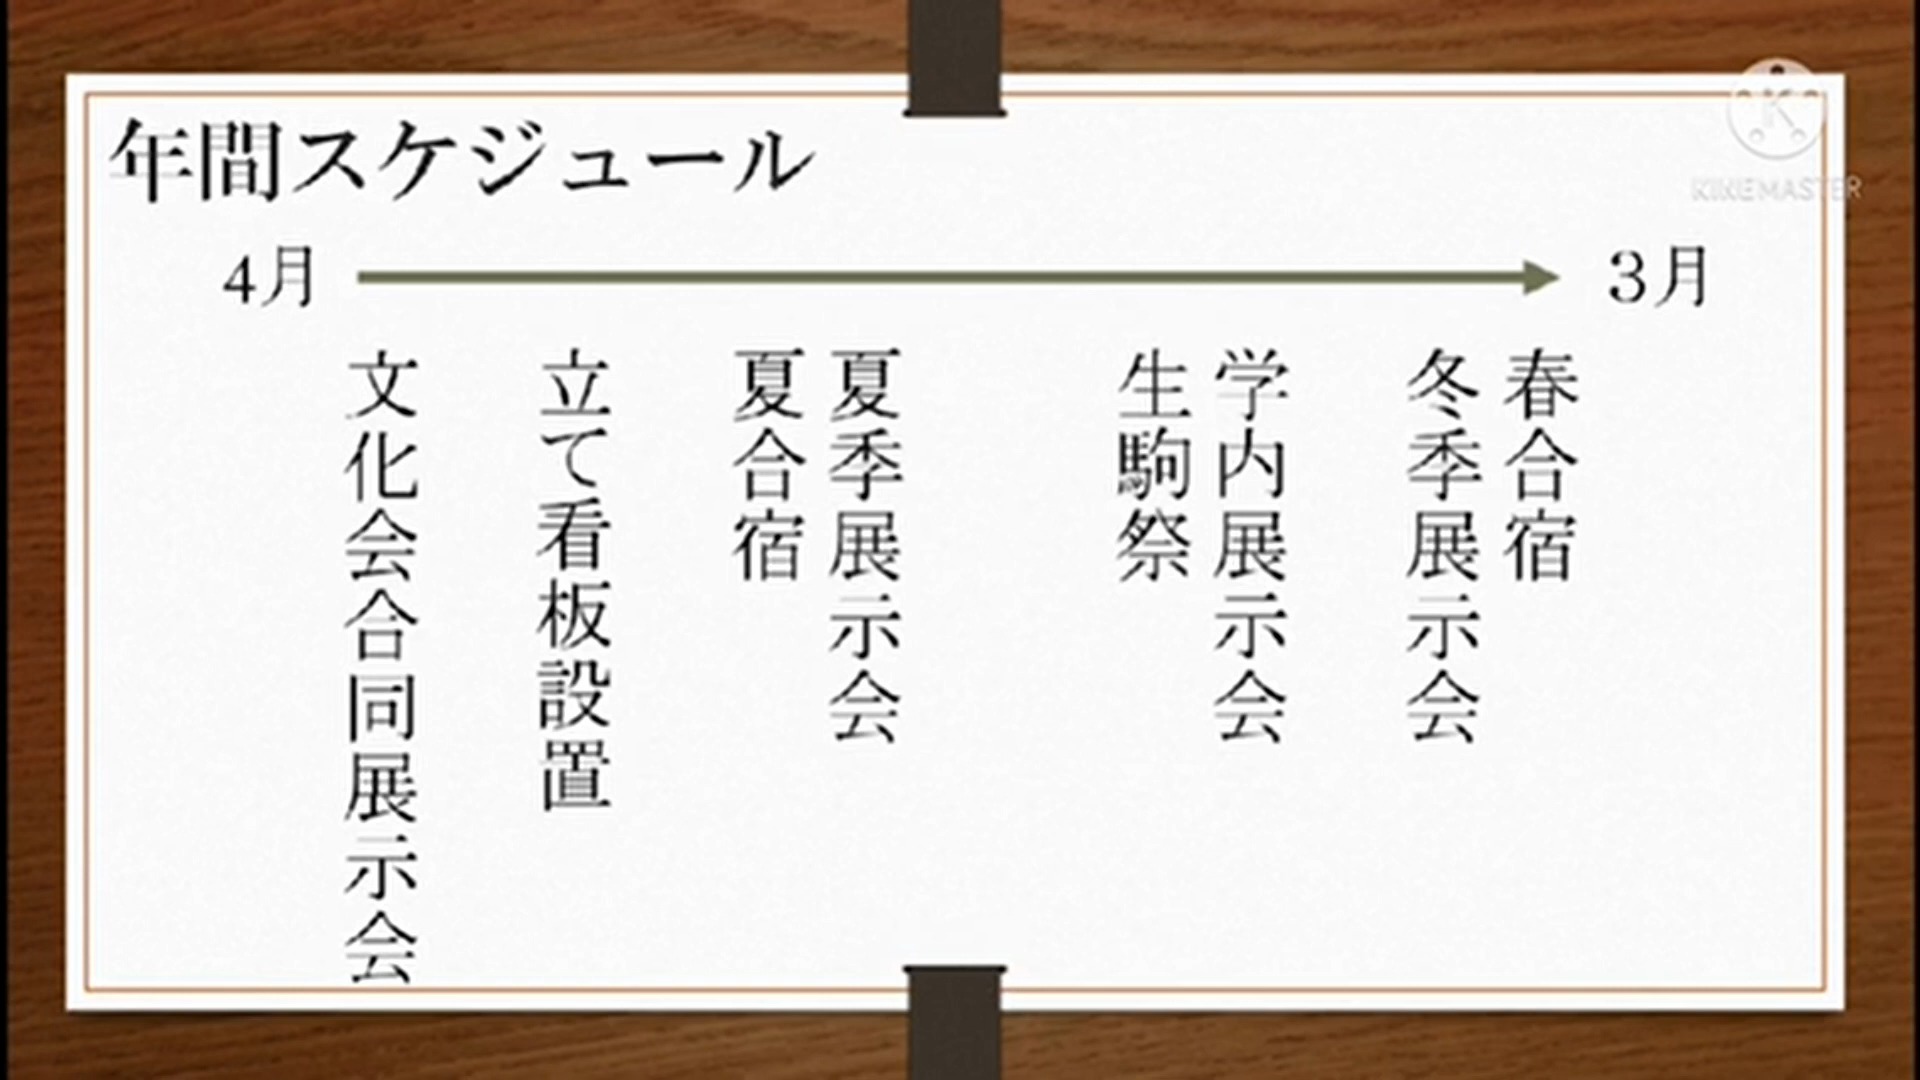 年間スケジュール
KINEMASTER
4月
3月
文化会合同展示会
立て看板設置
夏合宿
夏季展示会
生駒祭
学内展示会
冬季展示会
春合宿